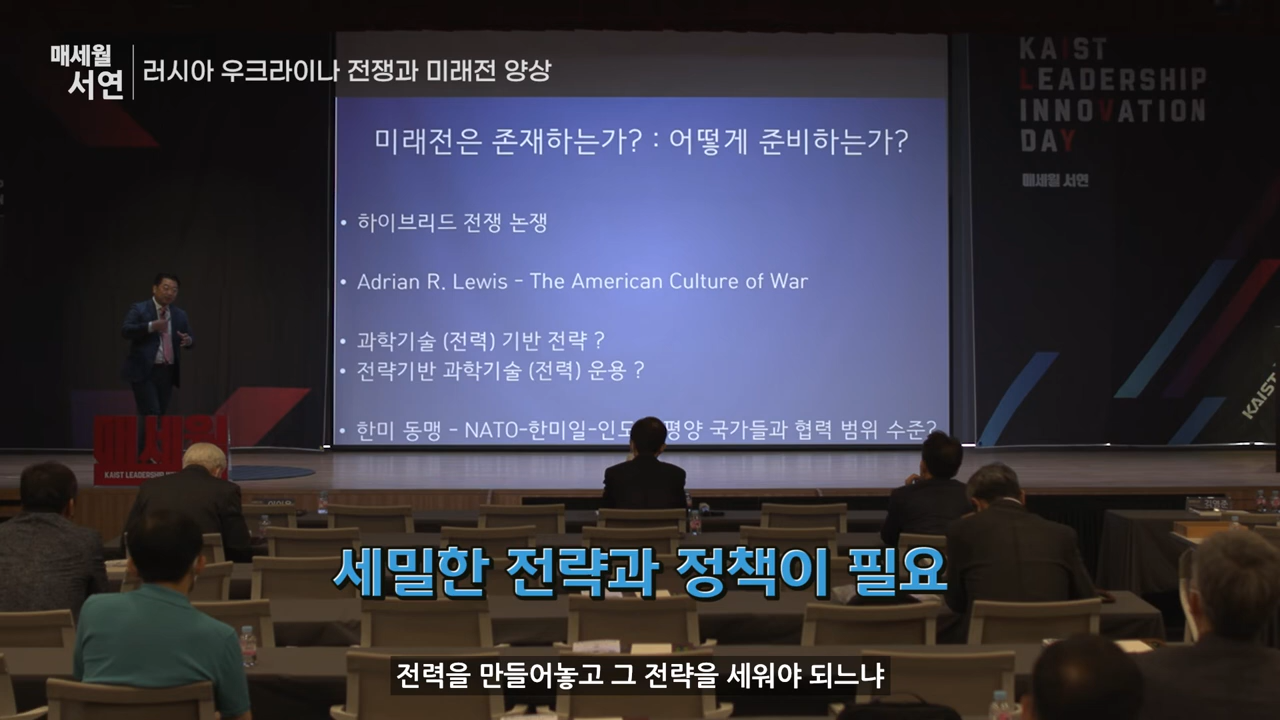 매세월
서연
러시아 우크라이나 전쟁과 미래전 양상
KAIST
LEADERSHIP
INNOVATION
DAY
매세월 서연
미래전은 존재하는가? : 어떻게 준비하는가?
• 하이브리드 전쟁 논쟁
• Adrian R. Lewis - The American Culture of War
• 과학기술 (전력) 기반 전략 ?
• 전략기반 과학기술 (전력) 운용 ?
• 한미 동맹 - NATO-한미일-인도 평양 국가들과 협력 범위 수준?
매세월
KAIST LEADERSHIP
KAIST
세밀한 전략과 정책이 필요
전력을 만들어놓고 그 전략을 세워야 되느냐